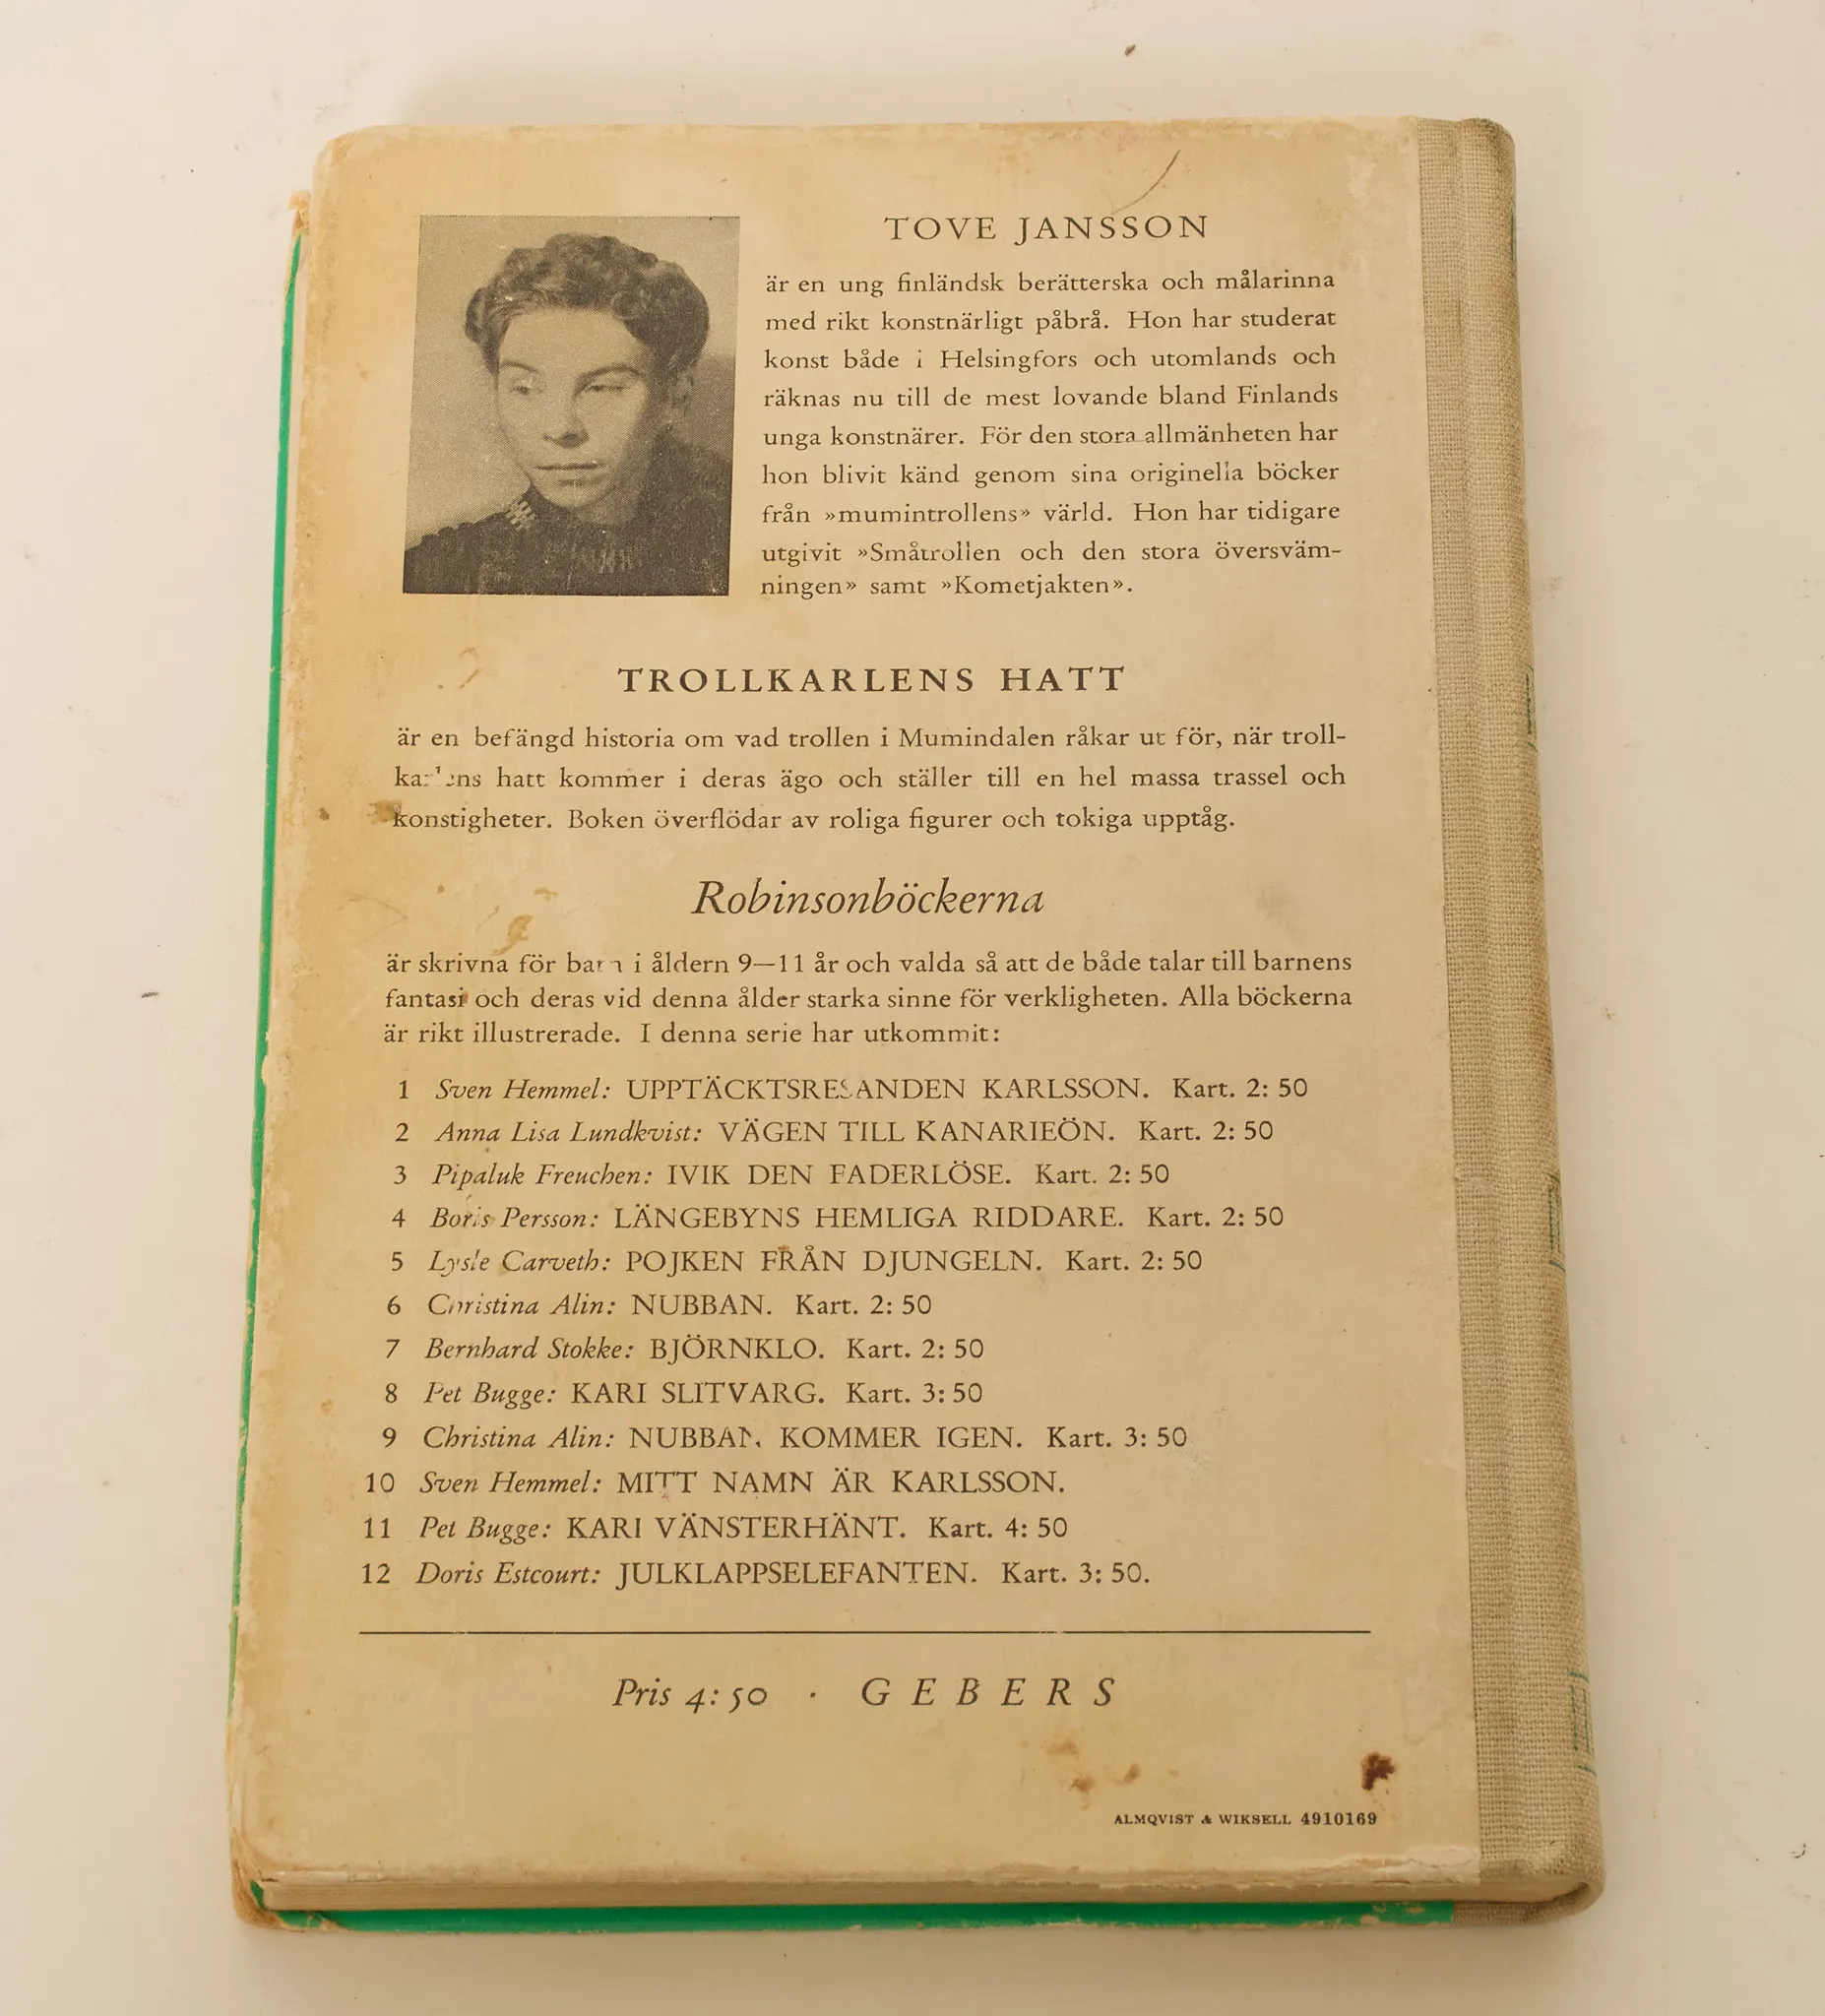 TOVE JANSSON
är en ung finländsk berätterska och målarinna
med rikt konstnärligt påbrå. Hon har studerat
konst både i Helsingfors och utomlands och
räknas nu till de mest lovande bland Finlands
unga konstnärer. För den stora allmänheten har
hon blivit känd genom sina originella böcker
från »mumintrollens» värld. Hon har tidigare
utgivit »Småtrollen och den stora översväm-
ningen» samt »Kometjakten».
TROLLKARLENS HATT
är en befängd historia om vad trollen i Mumindalen råkar ut för, när troll-
karlens hatt kommer i deras ägo och ställer till en hel massa trassel och
konstigheter. Boken överflödar av roliga figurer och tokiga upptåg.
Robinsonböckerna
är skrivna för barn i åldern 9—11 år och valda så att de både talar till barnens
fantasi och deras vid denna ålder starka sinne för verkligheten. Alla böckerna
är rikt illustrerade. I denna serie har utkommit:
1 Sven Hemmel: UPPTÄCKTSRESANDEN KARLSSON. Kart. 2: 50
2 Anna Lisa Lundkvist: VÄGEN TILL KANARIEÖN. Kart. 2: 50
3 Pipaluk Freuchen: IVIK DEN FADERLÖSE. Kart. 2: 50
4 Boris Persson: LÄNGEBYNS HEMLIGA RIDDARE. Kart. 2: 50
5 Lysle Carveth: POJKEN FRÅN DJUNGELN. Kart. 2: 50
6 Christina Alin: NUBBAN. Kart. 2: 50
7 Bernhard Stokke: BJÖRNKLO. Kart. 2: 50
8 Pet Bugge: KARI SLITVARG. Kart. 3: 50
9 Christina Alin: NUBBAN KOMMER IGEN. Kart. 3: 50
10 Sven Hemmel: MITT NAMN ÄR KARLSSON.
11 Pet Bugge: KARI VÄNSTERHÄNT. Kart. 4: 50
12 Doris Estcourt: JULKLAPPSELEFANTEN. Kart. 3: 50.
Pris 4: 50 · GEBERS
ALMQVIST & WIKSELL 4910169